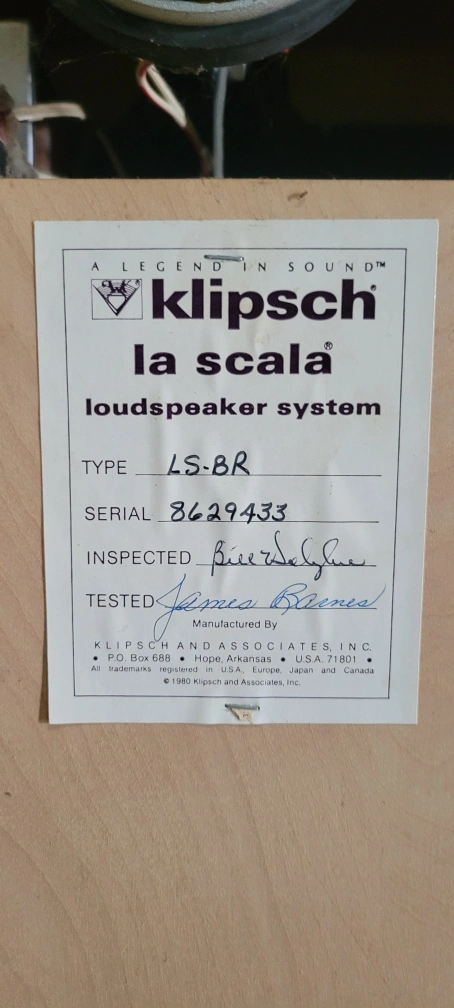 A LEGEND IN SOUND™
klipsch®
la scala®
loudspeaker system
TYPE LS-BR
SERIAL 8629433
INSPECTED Bill
TESTED James Barnes
Manufactured By
KLIPSCH AND ASSOCIATES, INC.
• P.O. Box 688 • Hope, Arkansas • U.S.A. 71801 •
All trademarks registered in U.S.A., Europe, Japan and Canada
© 1980 Klipsch and Associates, Inc.